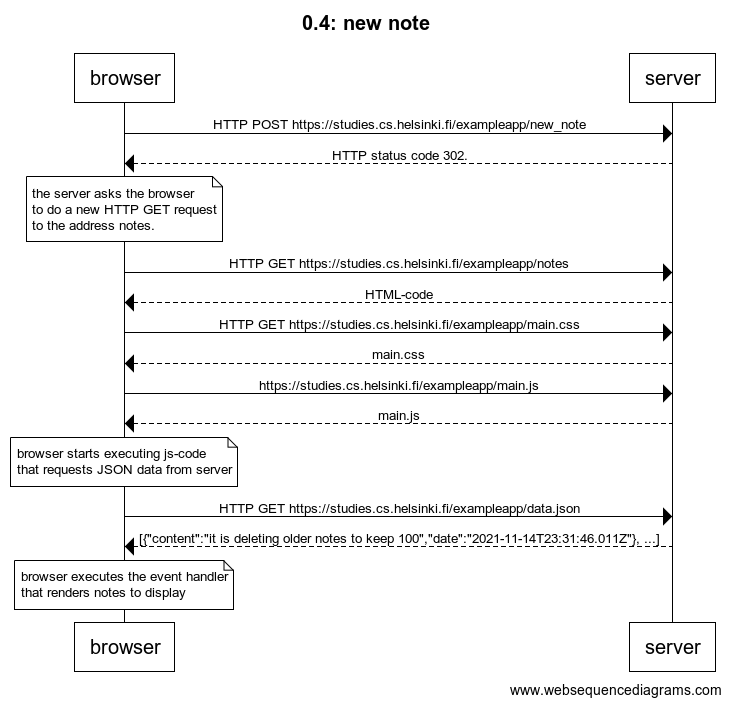 0.4: new note
browser
server
HTTP POST https://studies.cs.helsinki.fi/exampleapp/new_note
HTTP status code 302.
the server asks the browser
to do a new HTTP GET request
to the address notes.
HTTP GET https://studies.cs.helsinki.fi/exampleapp/notes
HTML-code
HTTP GET https://studies.cs.helsinki.fi/exampleapp/main.css
main.css
https://studies.cs.helsinki.fi/exampleapp/main.js
main.js
browser starts executing js-code
that requests JSON data from server
HTTP GET https://studies.cs.helsinki.fi/exampleapp/data.json
[{"content":"it is deleting older notes to keep 100","date":"2021-11-14T23:31:46.011Z"}, ...]
browser executes the event handler
that renders notes to display
browser
server
www.websequencediagrams.com